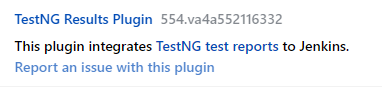 TestNG Results Plugin 554.va4a552116332
This plugin integrates TestNG test reports to Jenkins.
Report an issue with this plugin